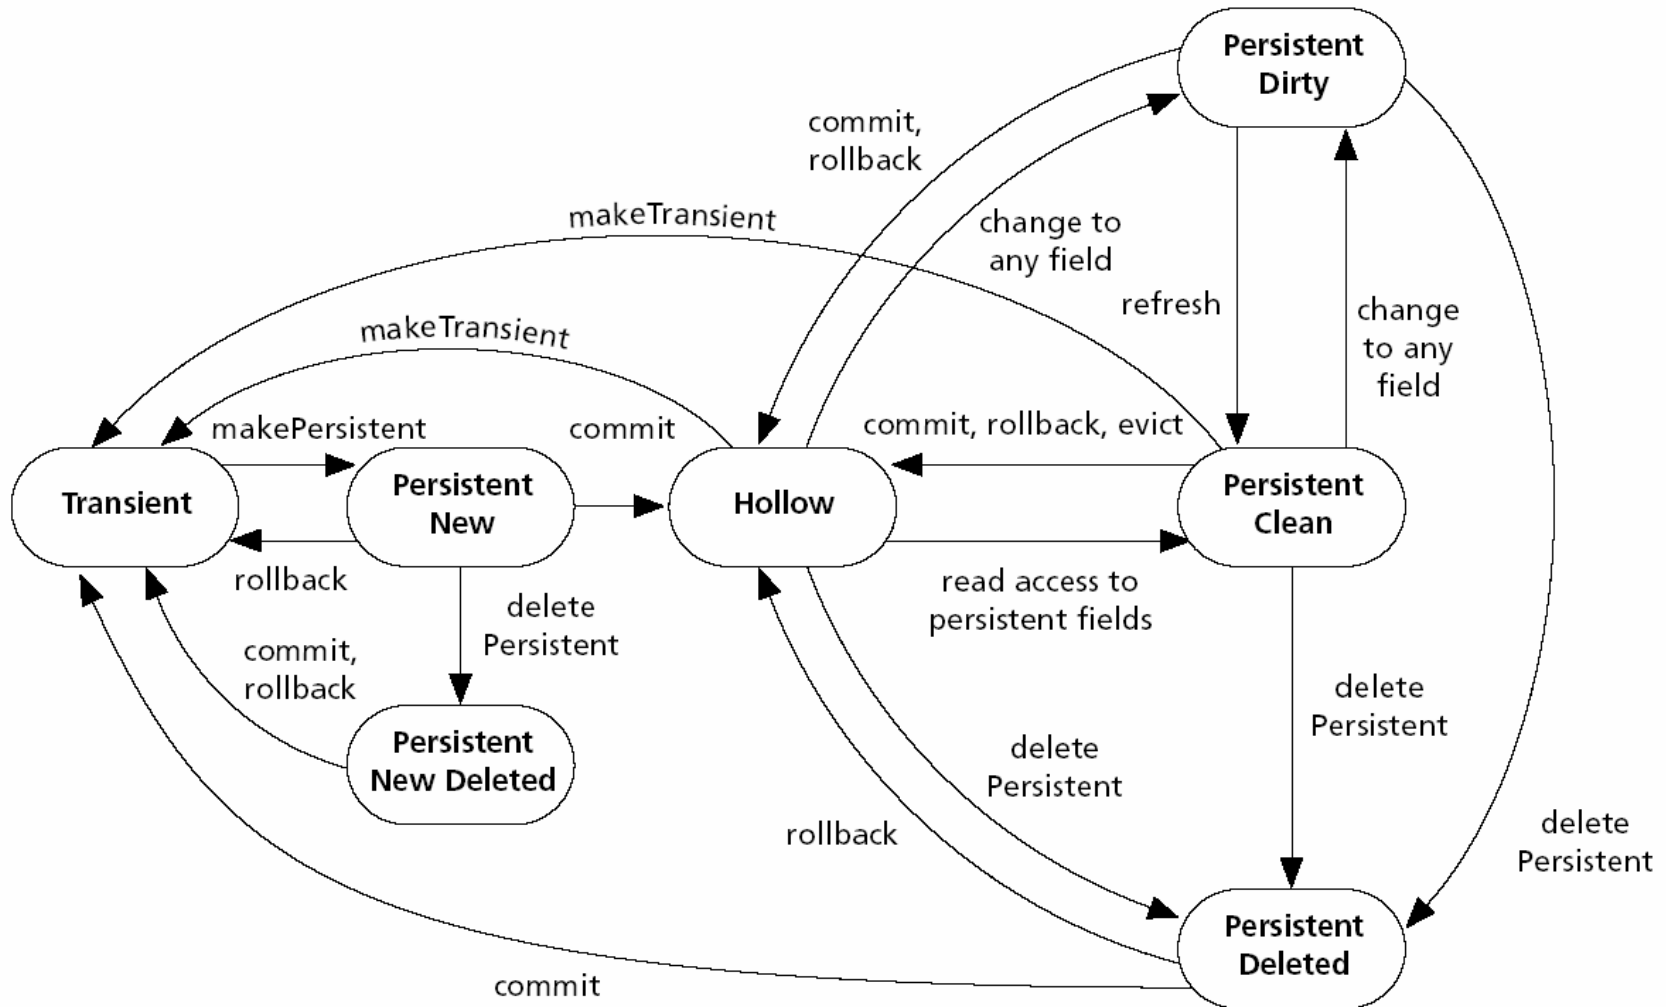 Persistent
Dirty
commit,
rollback
makeTransient
change to
any field
refresh
change
to any
field
makeTransient
makePersistent
commit
commit, rollback, evict
Transient
Persistent
New
Hollow
Persistent
Clean
rollback
delete
Persistent
read access to
persistent fields
commit,
rollback
delete
Persistent
Persistent
New Deleted
delete
Persistent
rollback
delete
Persistent
Persistent
Deleted
commit